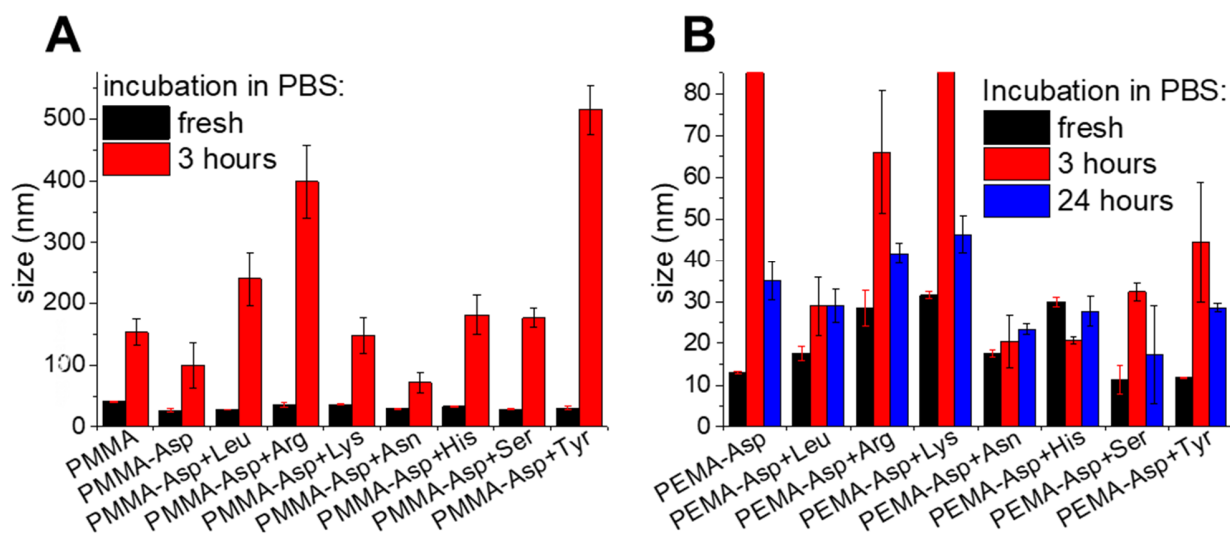 A
incubation in PBS:
fresh
3 hours
size (nm)
500
400
300
200
100
0
PMMA
PMMA-Asp
PMMA-Asp+Leu
PMMA-Asp+Arg
PMMA-Asp+Lys
PMMA-Asp+Asn
PMMA-Asp+His
PMMA-Asp+Ser
PMMA-Asp+Tyr
B
Incubation in PBS:
fresh
3 hours
24 hours
size (nm)
80
70
60
50
40
30
20
10
0
PEMA-Asp
PEMA-Asp+Leu
PEMA-Asp+Arg
PEMA-Asp+Lys
PEMA-Asp+Asn
PEMA-Asp+His
PEMA-Asp+Ser
PEMA-Asp+Tyr